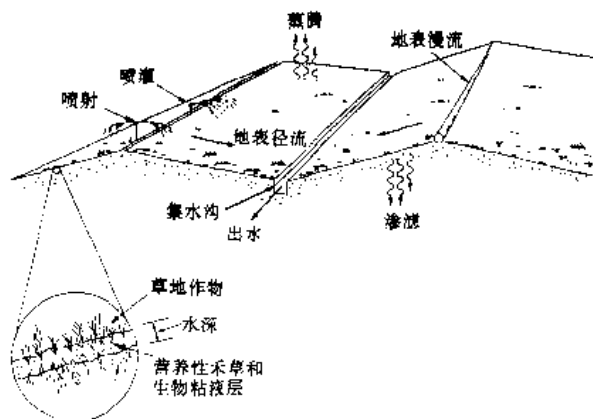 蒸腾
地表漫流
喷灌
喷射
地表径流
集水沟
出水
渗滤
草地作物
水深
营养性禾草和
生物粘液层